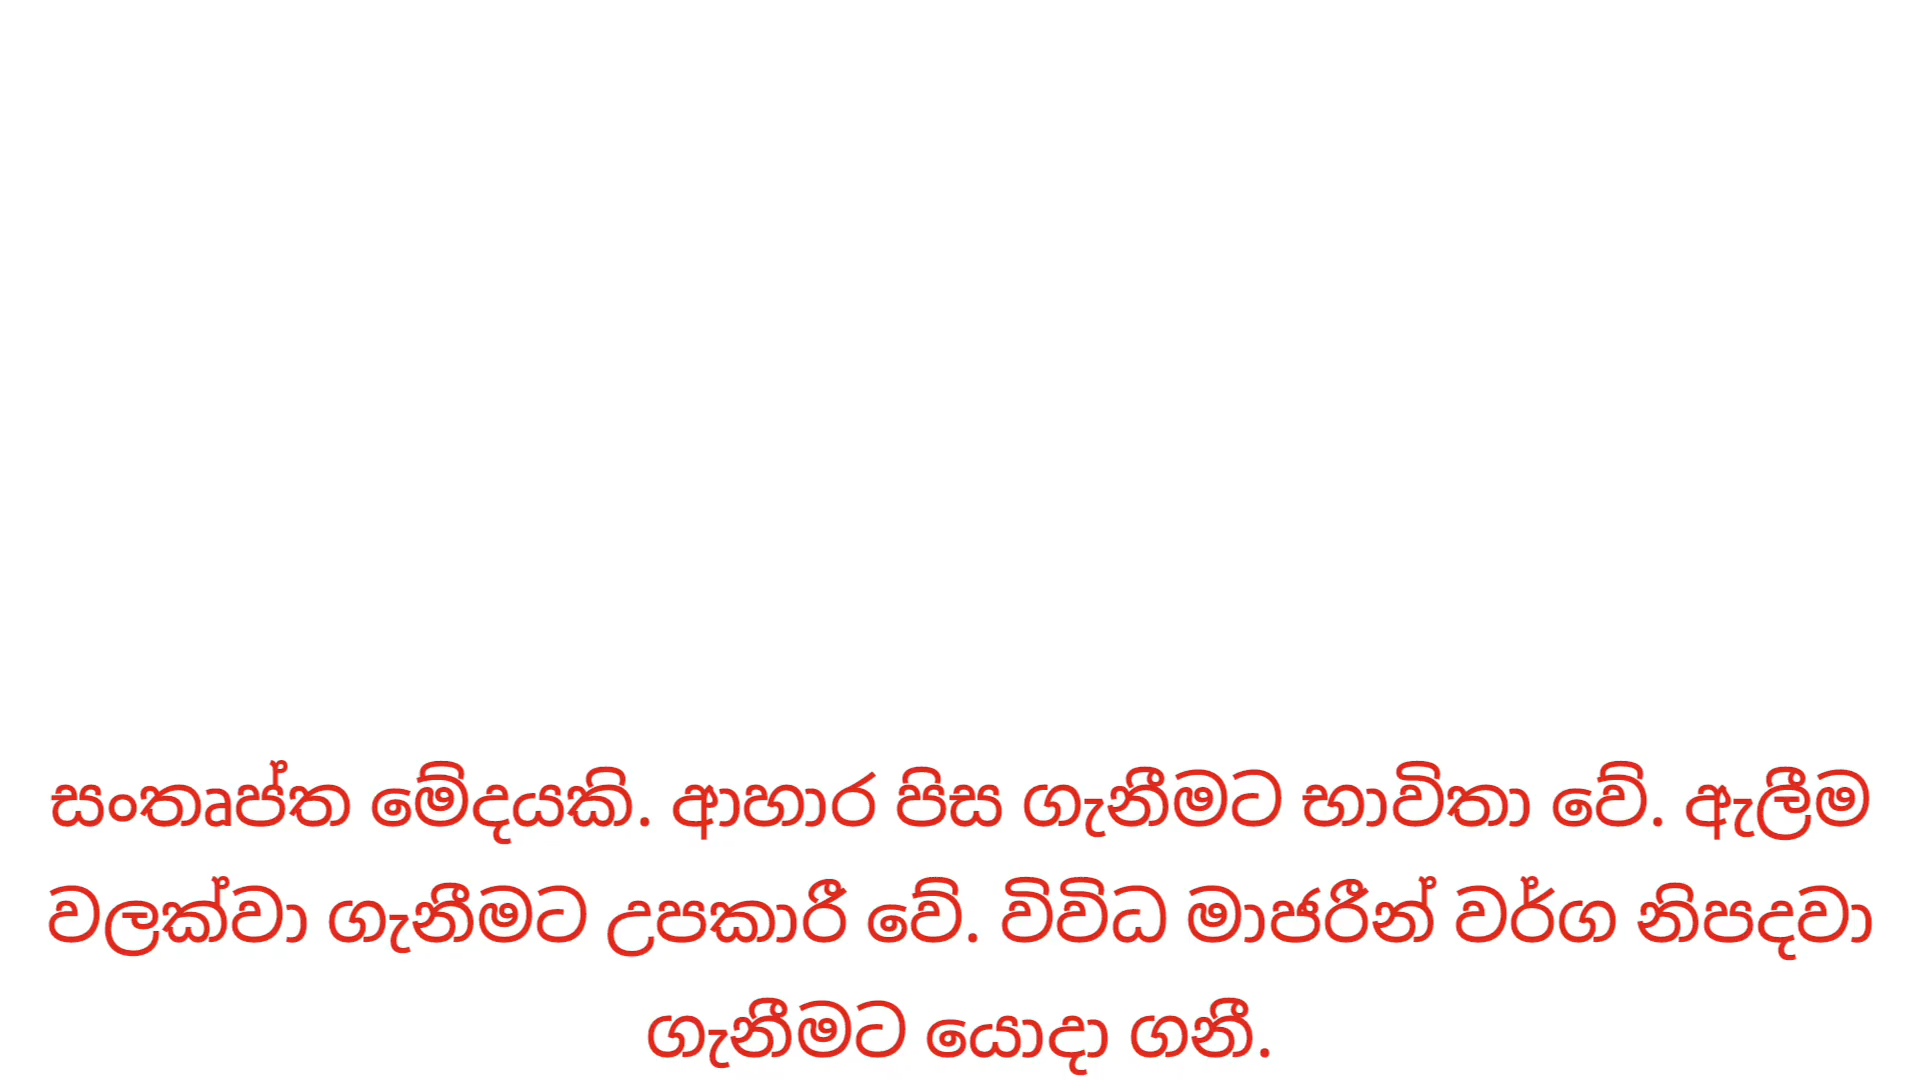 සංතෘප්ත මේදයකි. ආහාර පිස ගැනීමට භාවිතා වේ. ඇලීම
වලක්වා ගැනීමට උපකාරී වේ. විවිධ මාජරීන් වර්ග නිපදවා
ගැනීමට යොදා ගනී.